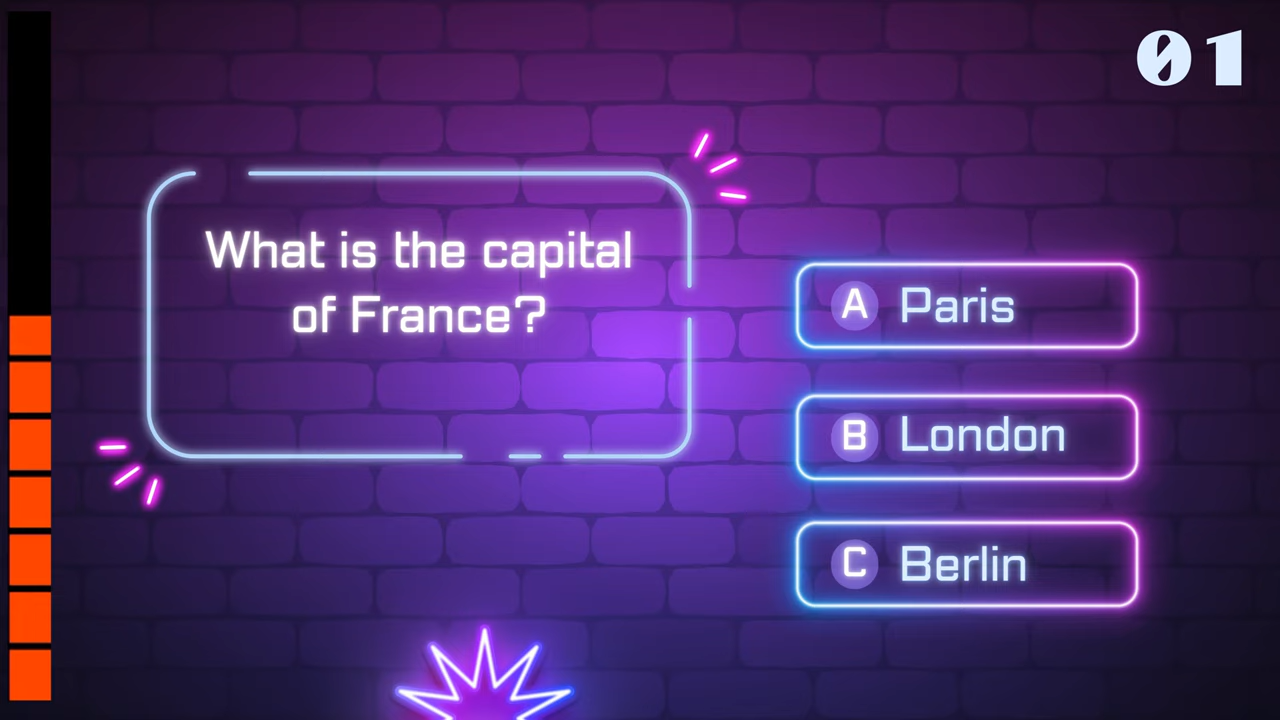 01
What is the capital
of France?
A Paris
B London
C Berlin